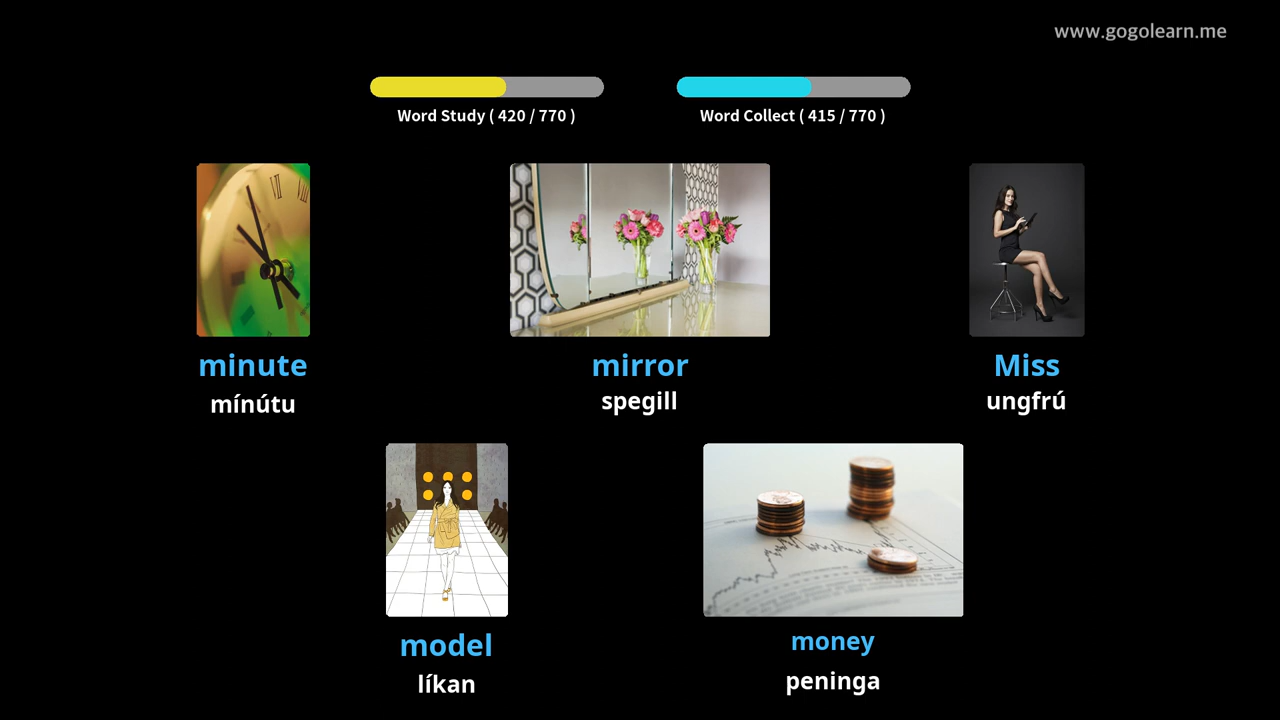 www.gogolearn.me
Word Study ( 420 / 770 )
Word Collect ( 415 / 770 )
minute
mínútu
mirror
spegill
Miss
ungfrú
model
líkan
money
peninga